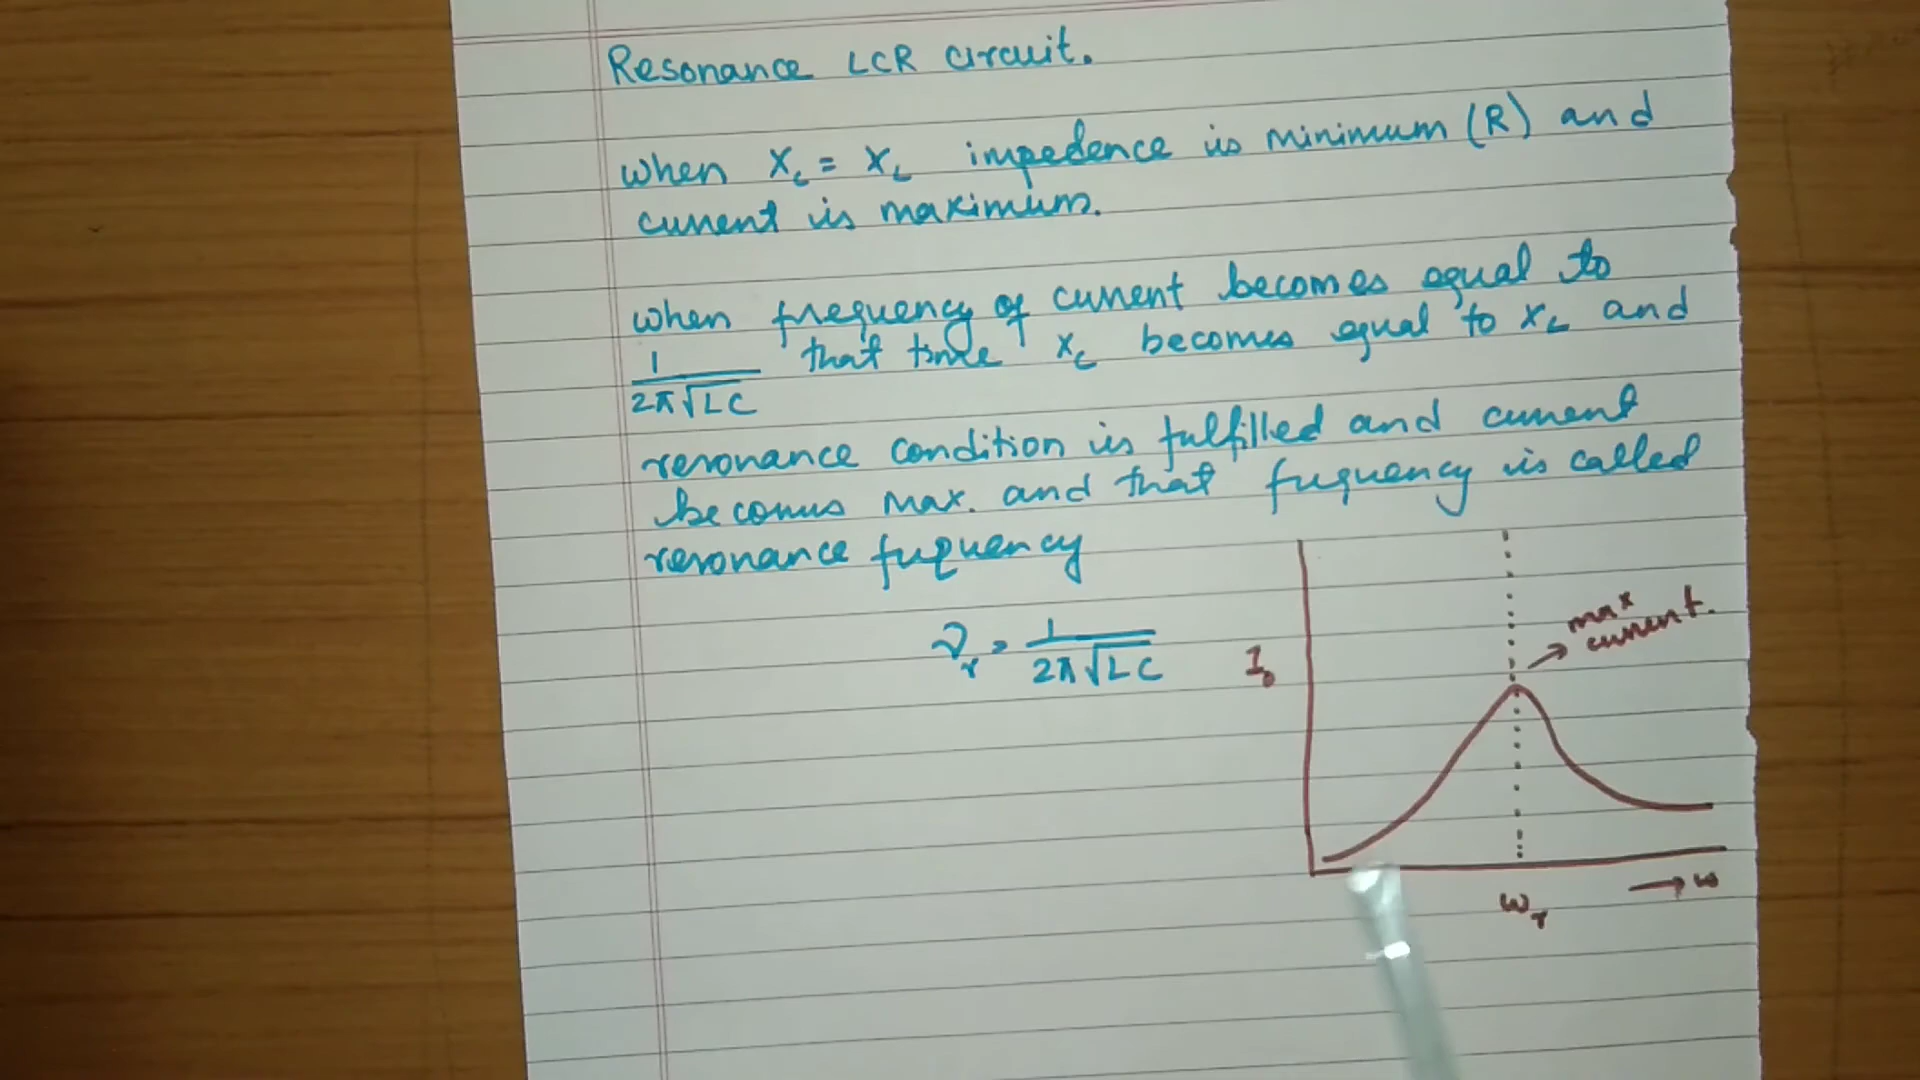 Resonance LCR circuit.
when Xc = XL impedence is minimum (R) and
current is maximum.
when frequency of current becomes equal to
1/2π√LC that time Xc becomes equal to XL and
resonance condition is fulfilled and current
becomes max. and that frequency is called
resonance frequency
νr = 1/2π√LC
I₀
max
current.
ωr
→ω